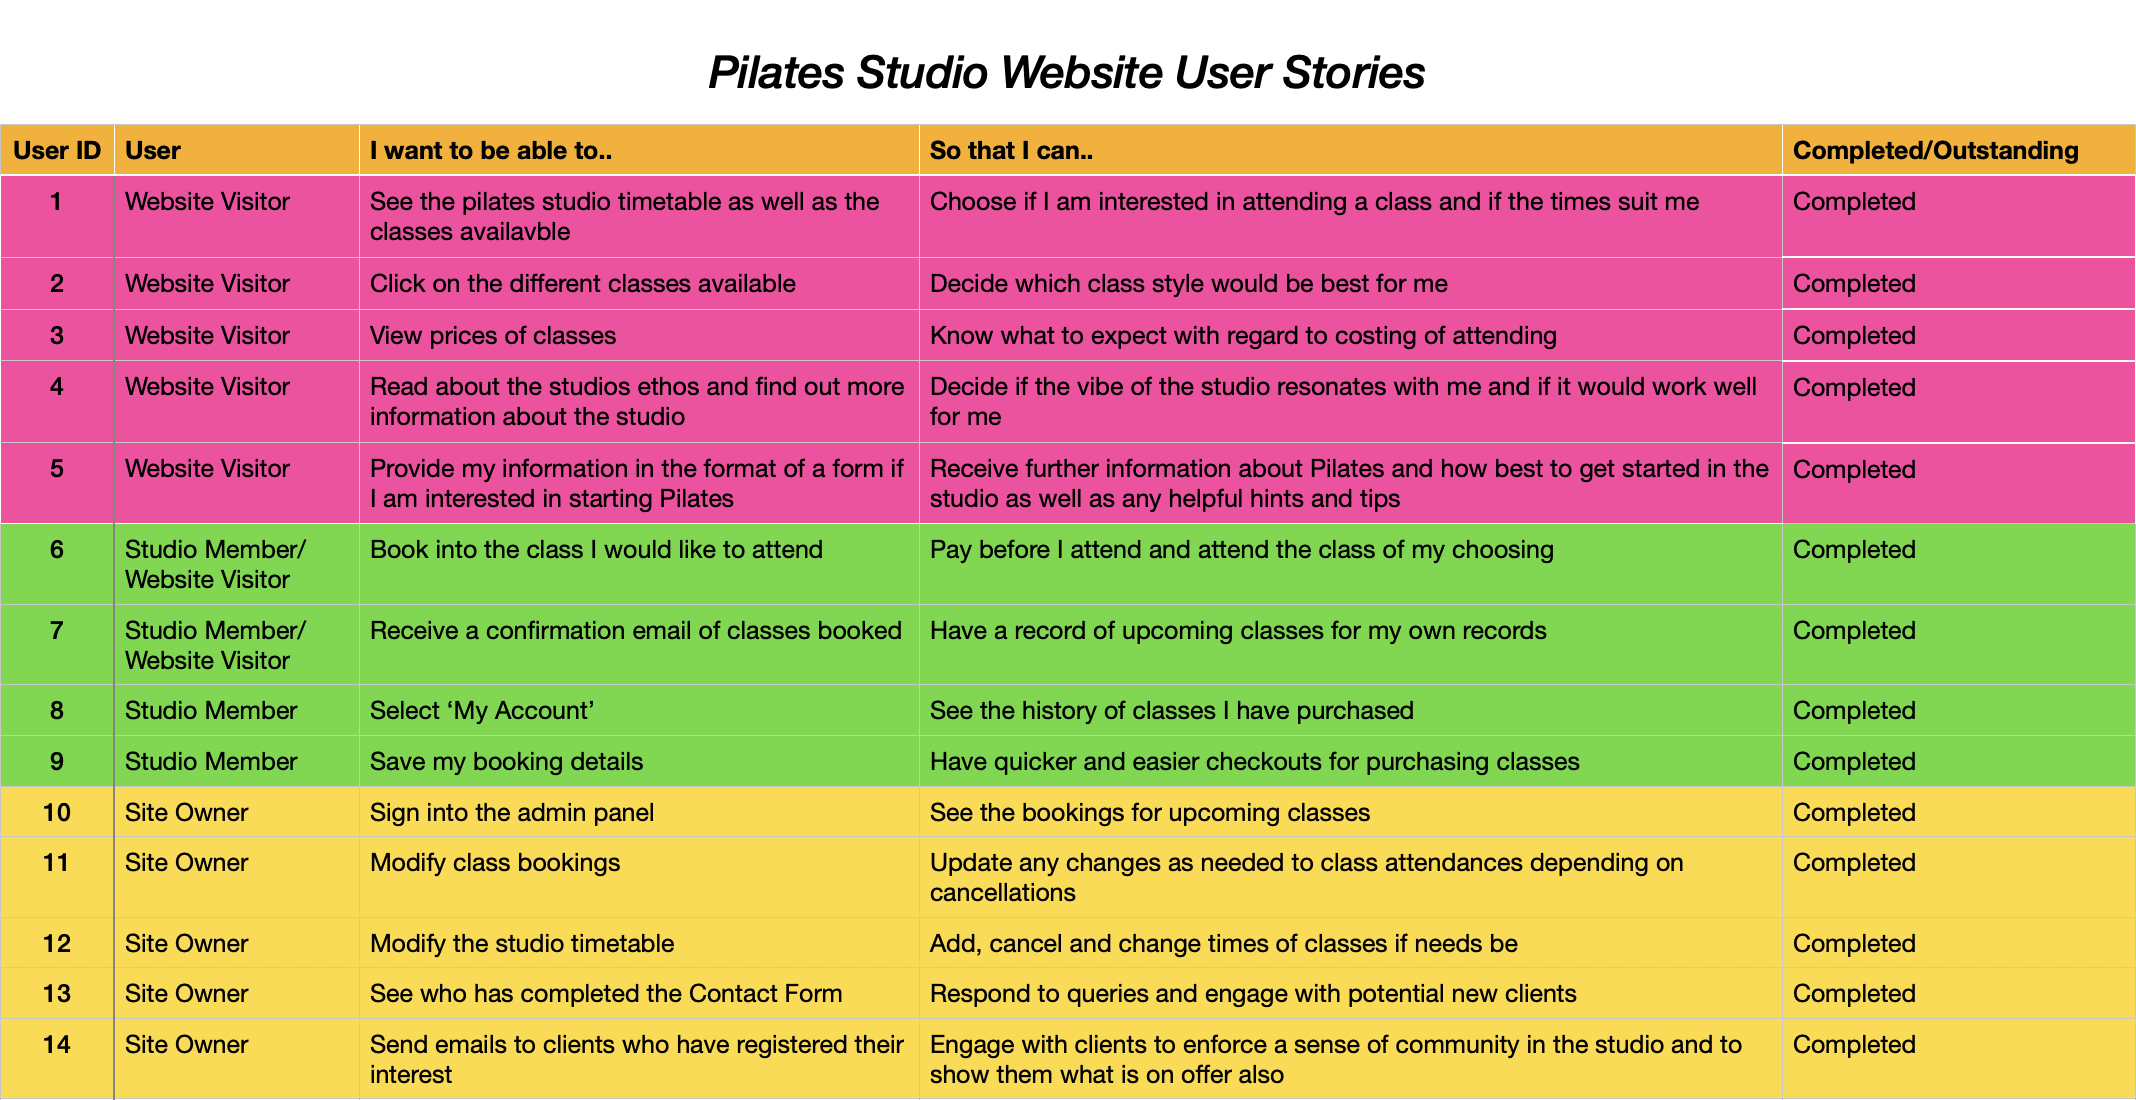 Pilates Studio Website User Stories
User ID User I want to be able to.. So that I can.. Completed/Outstanding
1 Website Visitor See the pilates studio timetable as well as the Choose if I am interested in attending a class and if the times suit me Completed
classes availavble
2 Website Visitor Click on the different classes available Decide which class style would be best for me Completed
3 Website Visitor View prices of classes Know what to expect with regard to costing of attending Completed
4 Website Visitor Read about the studios ethos and find out more Decide if the vibe of the studio resonates with me and if it would work well Completed
information about the studio for me
5 Website Visitor Provide my information in the format of a form if Receive further information about Pilates and how best to get started in the Completed
I am interested in starting Pilates studio as well as any helpful hints and tips
6 Studio Member/ Book into the class I would like to attend Pay before I attend and attend the class of my choosing Completed
Website Visitor
7 Studio Member/ Receive a confirmation email of classes booked Have a record of upcoming classes for my own records Completed
Website Visitor
8 Studio Member Select ‘My Account’ See the history of classes I have purchased Completed
9 Studio Member Save my booking details Have quicker and easier checkouts for purchasing classes Completed
10 Site Owner Sign into the admin panel See the bookings for upcoming classes Completed
11 Site Owner Modify class bookings Update any changes as needed to class attendances depending on Completed
cancellations
12 Site Owner Modify the studio timetable Add, cancel and change times of classes if needs be Completed
13 Site Owner See who has completed the Contact Form Respond to queries and engage with potential new clients Completed
14 Site Owner Send emails to clients who have registered their Engage with clients to enforce a sense of community in the studio and to Completed
interest show them what is on offer also